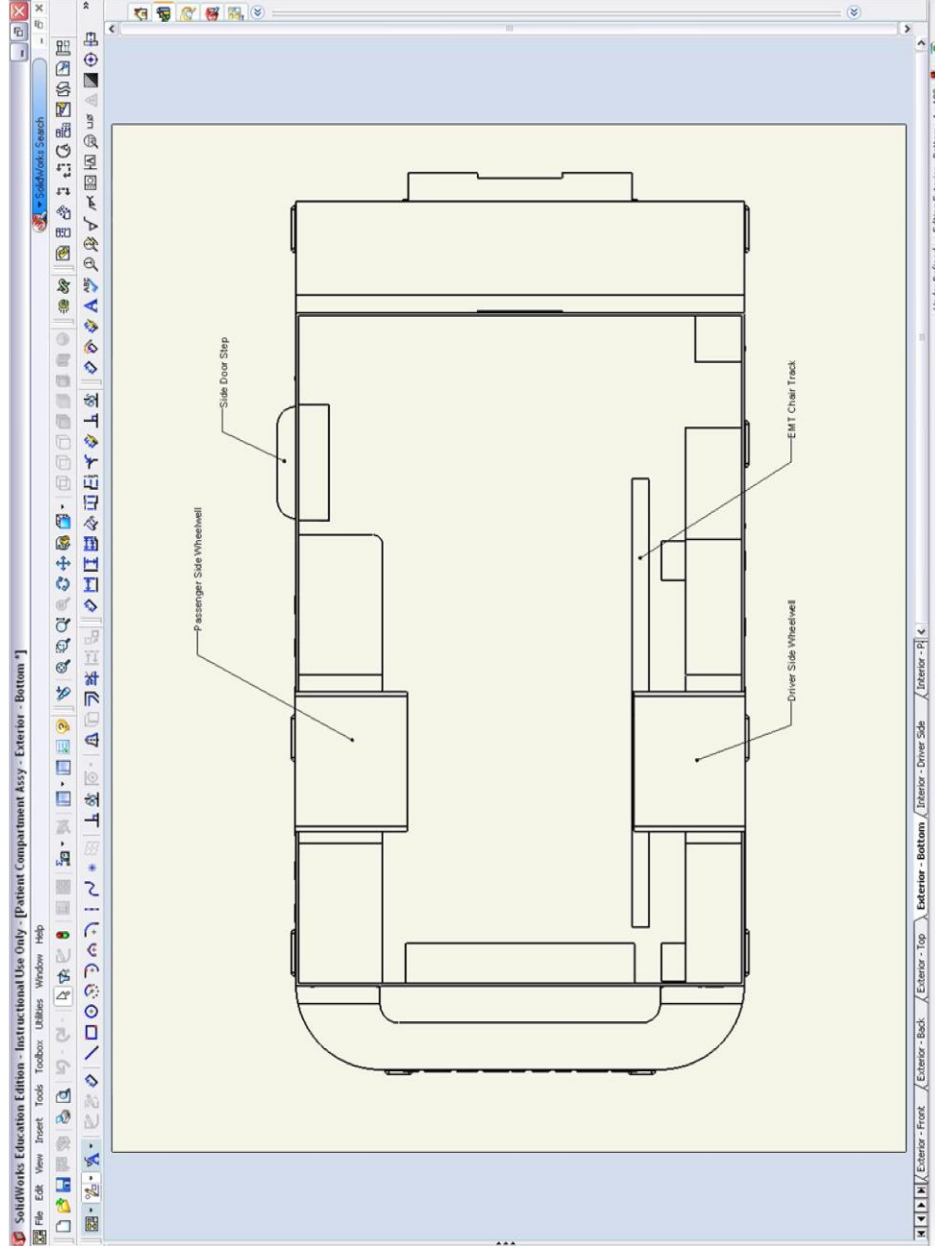 SolidWorks Education Edition - Instructional Use Only - [Patient Compartment Assy - Exterior - Bottom *]
File Edit View Insert Tools Toolbox Utilities Window Help
SolidWorks Search
Side Door Step
Passenger Side Wheelwell
EMT Chair Track
Driver Side Wheelwell
Exterior - Front Exterior - Back Exterior - Top Exterior - Bottom Interior - Driver Side Interior - P